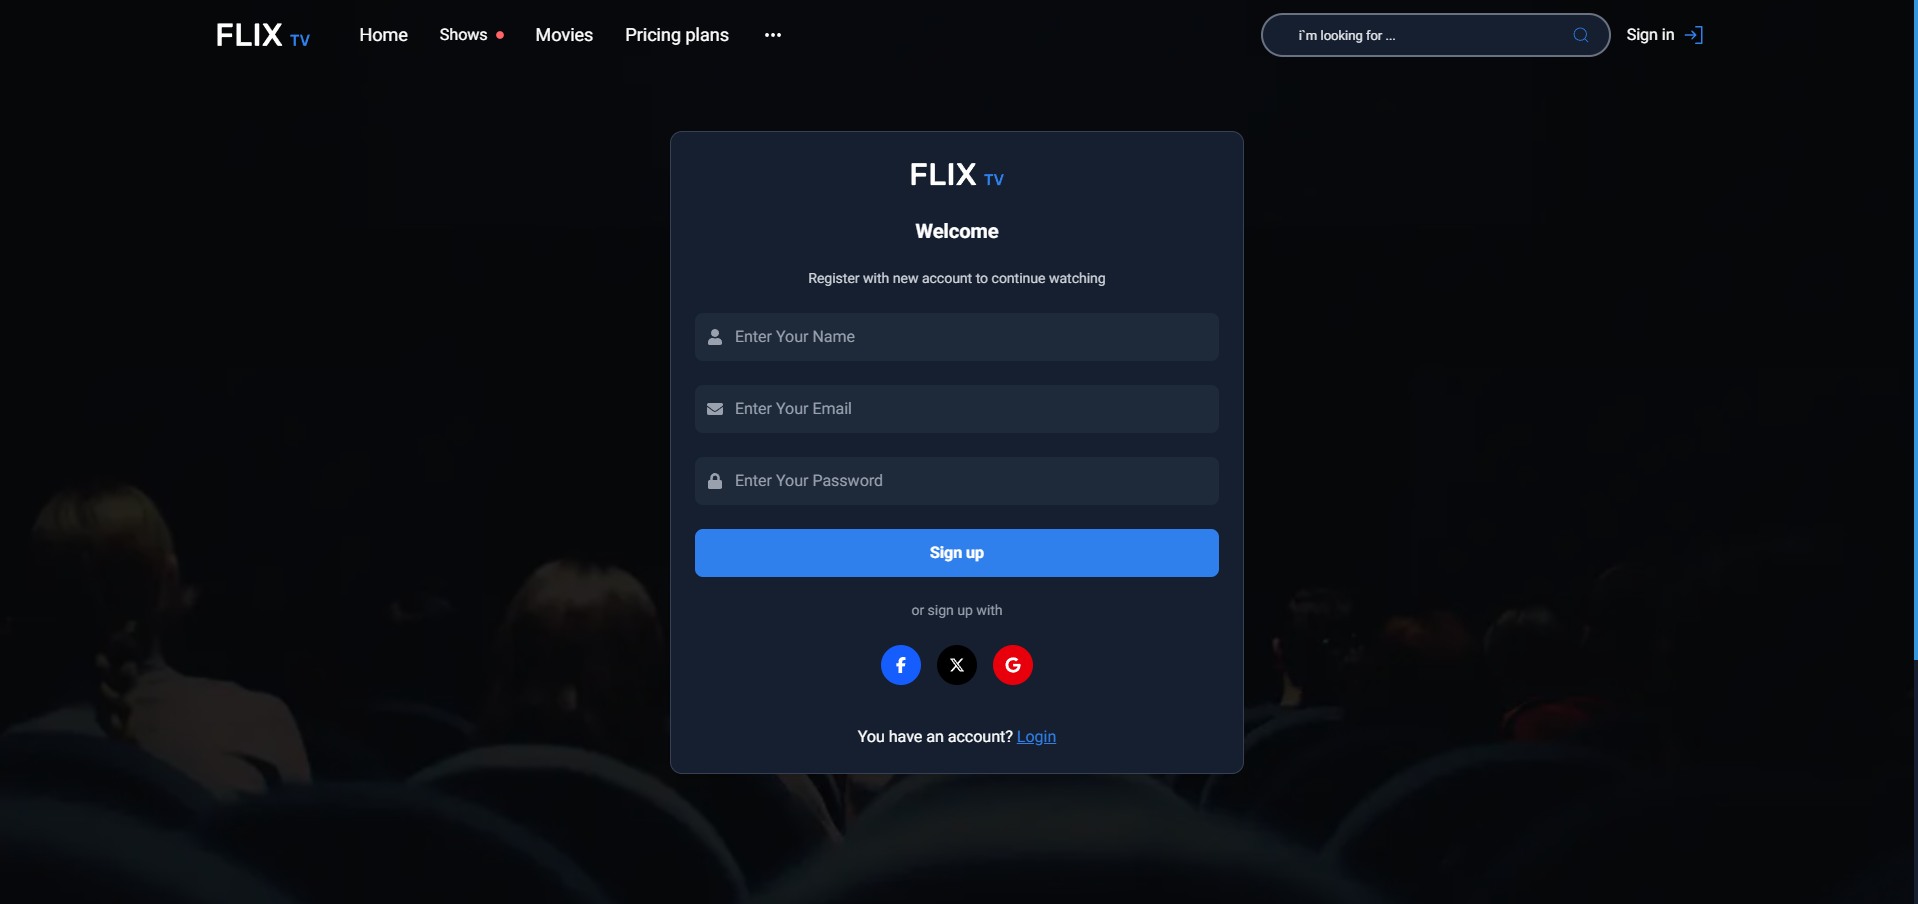 FLIX TV Home Shows Movies Pricing plans ••• i`m looking for ... Sign in
FLIX TV
Welcome
Register with new account to continue watching
Enter Your Name
Enter Your Email
Enter Your Password
Sign up
or sign up with
f X G
You have an account? Login